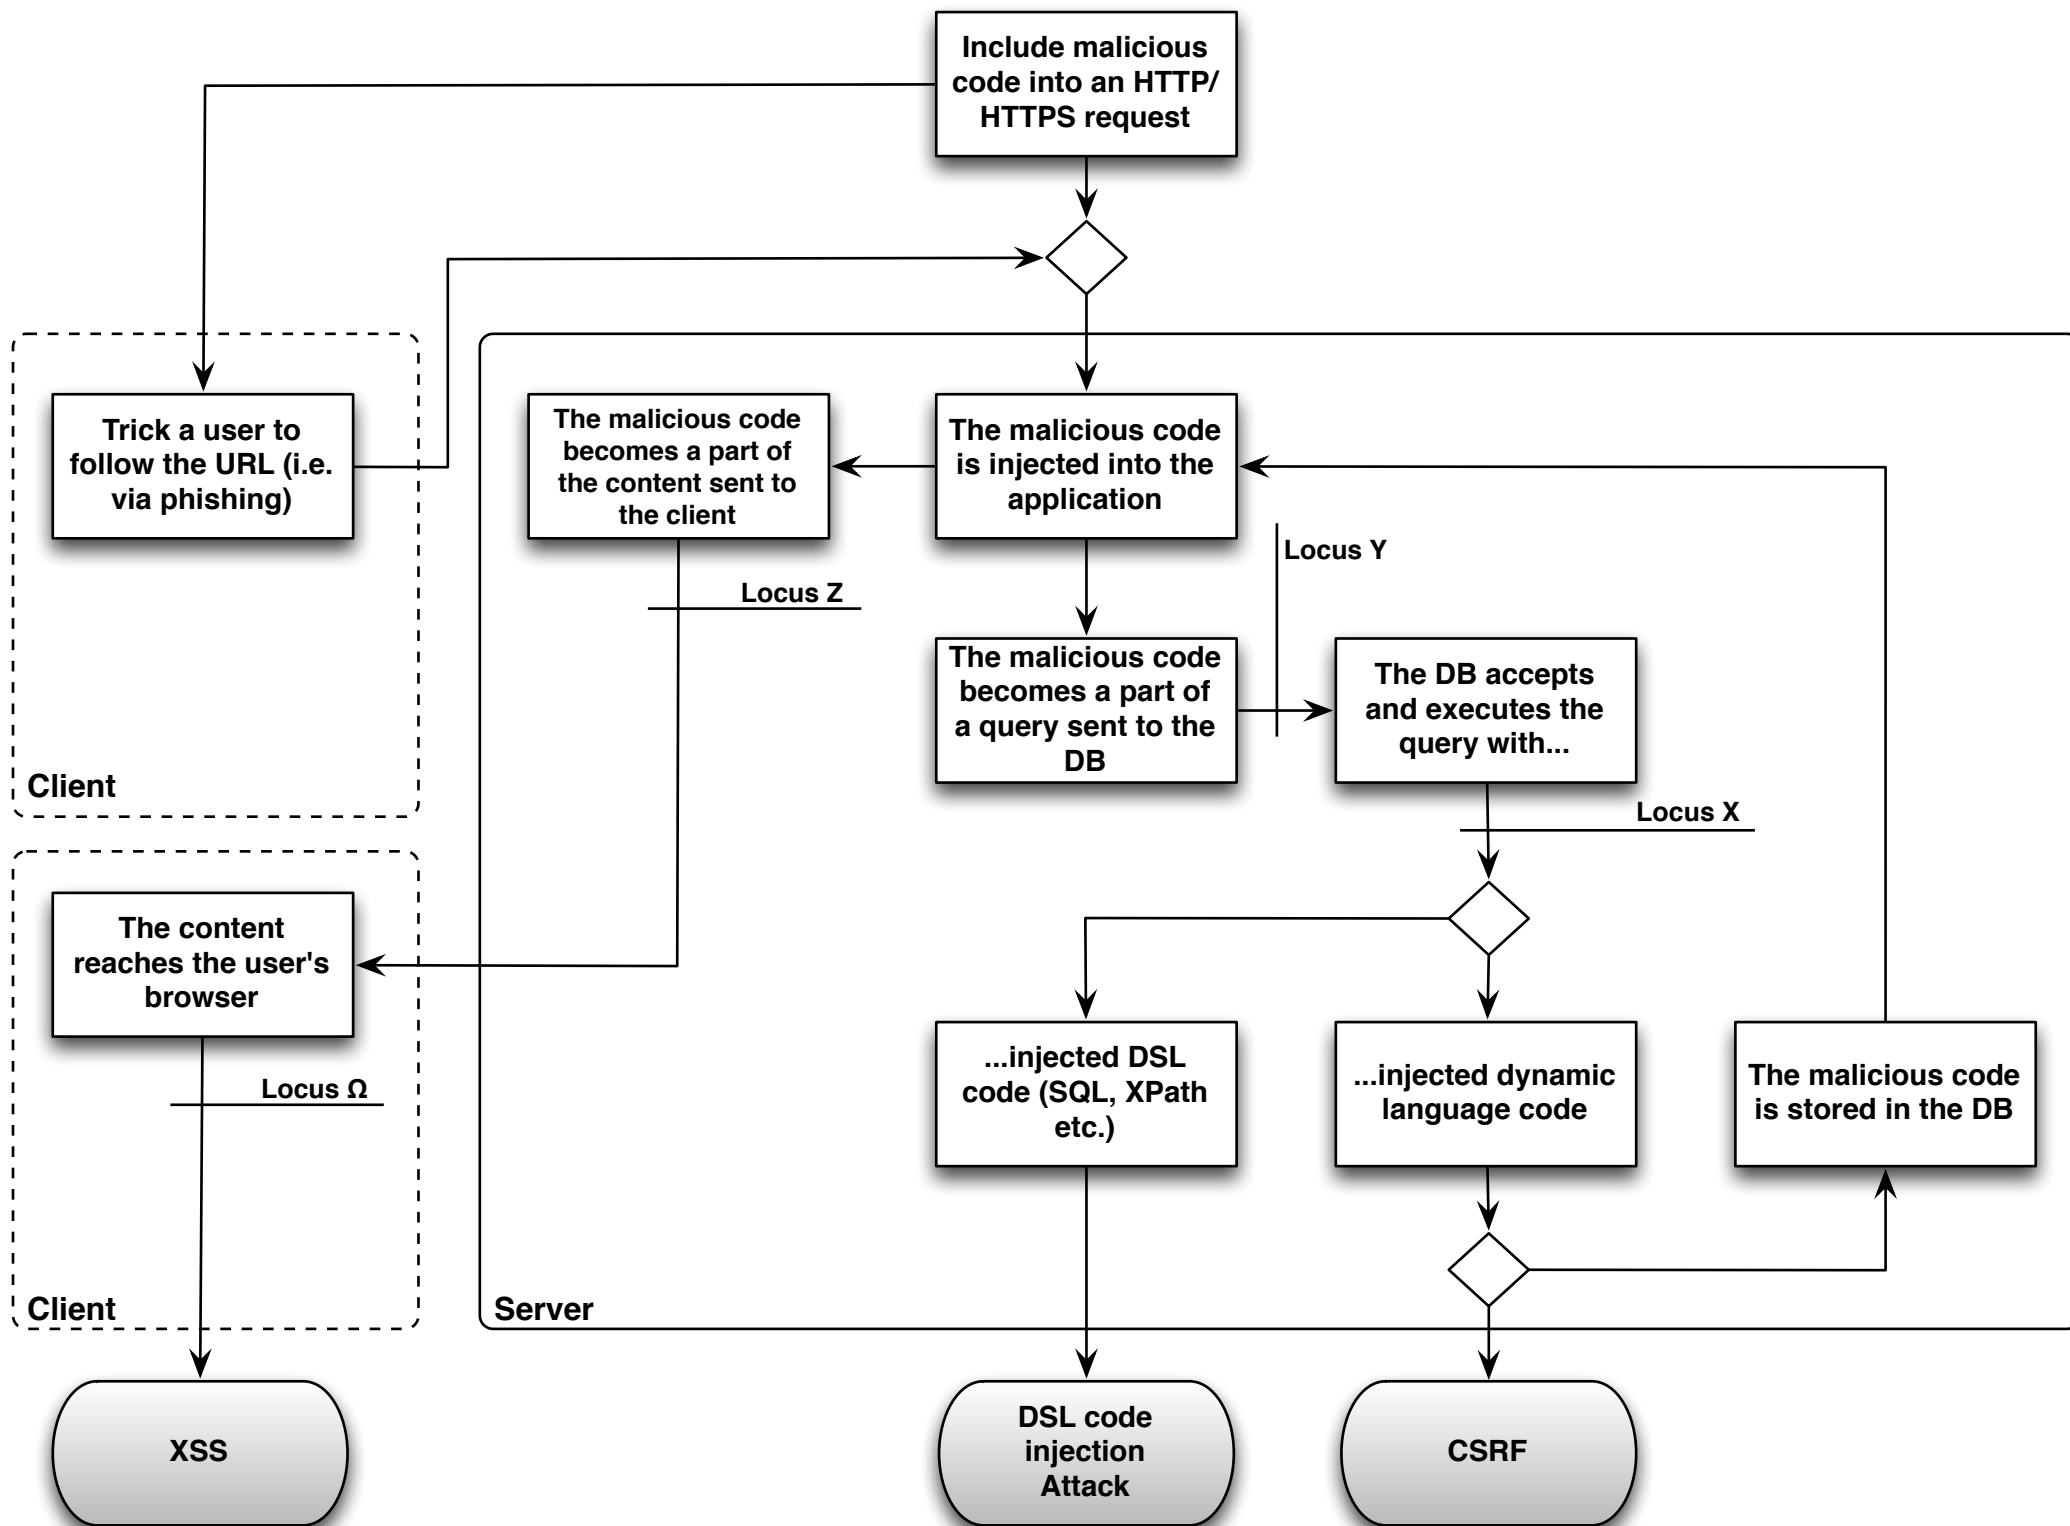 Include malicious
code into an HTTP/
HTTPS request
Trick a user to
follow the URL (i.e.
via phishing)
The malicious code
becomes a part of
the content sent to
the client
The malicious code
is injected into the
application
Locus Y
Locus Z
The malicious code
becomes a part of
a query sent to the
DB
The DB accepts
and executes the
query with...
Client
Locus X
The content
reaches the user's
browser
Locus Ω
...injected DSL
code (SQL, XPath
etc.)
...injected dynamic
language code
The malicious code
is stored in the DB
Client
Server
XSS
DSL code
injection
Attack
CSRF